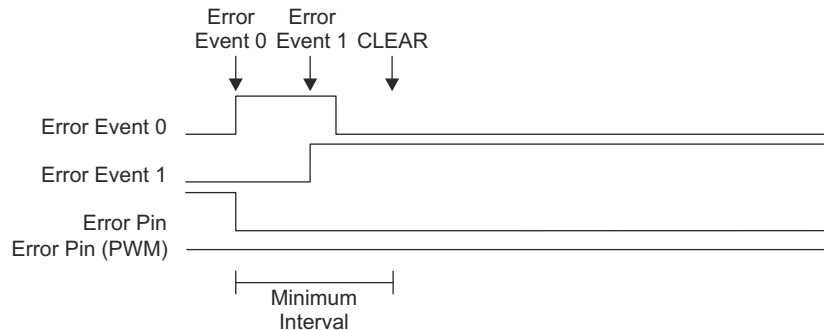 Error Event 0
Error Event 1
CLEAR
Error Event 0
Error Event 1
Error Pin
Error Pin (PWM)
Minimum
Interval